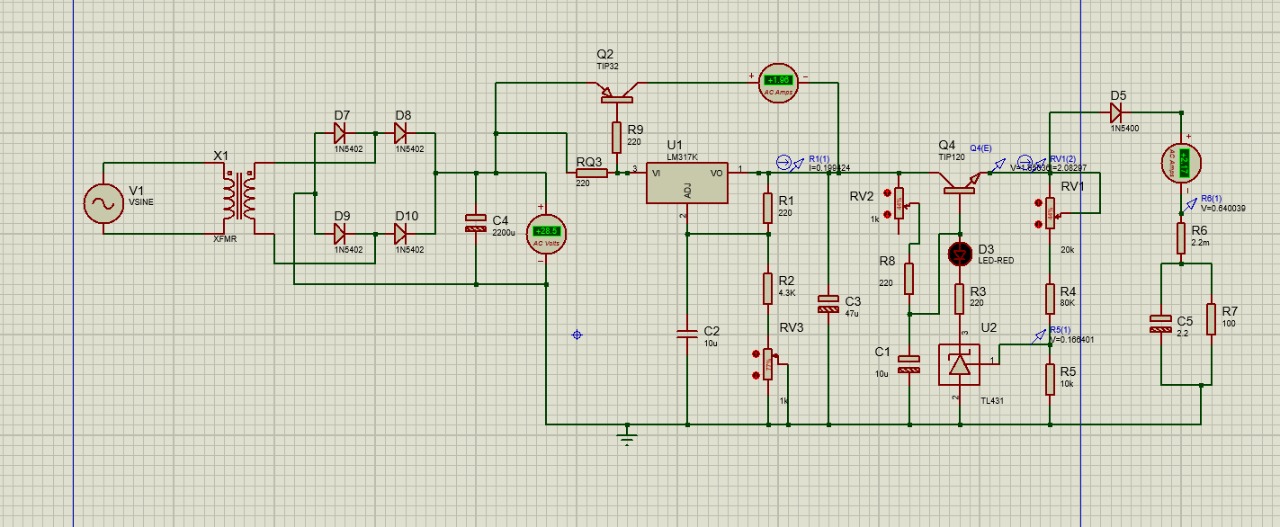 Q2
TIP32
+1.96
AC Amps
+
−
D7
1N5402
D8
1N5402
R9
220
U1
LM317K
RQ3
220
3
VI
VO
1
ADJ
2
X1
XFMR
V1
VSINE
D9
1N5402
D10
1N5402
C4
2200u
+
+28.5
AC Volts
−
R1(1)
I=0.199424
R1
220
R2
4.3K
RV3
77%
1k
C2
10u
C3
47u
RV2
1k
R8
220
C1
10u
Q4
TIP120
Q4(E)
RV1(2)
I=2.08297
RV1
20k
D3
LED-RED
R3
220
3
U2
1
2
TL431
R4
80K
R5(1)
V=0.166401
R5
10k
D5
1N5400
+
AC Amps
R6(1)
V=0.640039
R6
2.2m
C5
2.2
R7
100